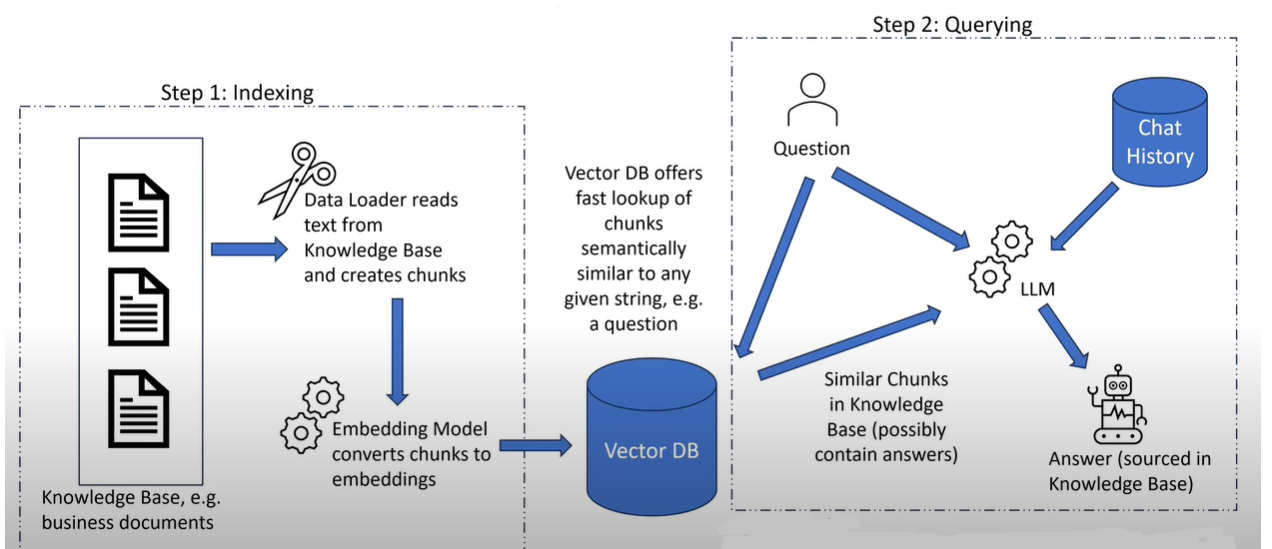 Step 1: Indexing
Knowledge Base, e.g.
business documents
Data Loader reads
text from
Knowledge Base
and creates chunks
Embedding Model
converts chunks to
embeddings
Vector DB offers
fast lookup of
chunks
semantically
similar to any
given string, e.g.
a question
Vector DB
Step 2: Querying
Question
Chat
History
LLM
Similar Chunks
in Knowledge
Base (possibly
contain answers)
Answer (sourced in
Knowledge Base)